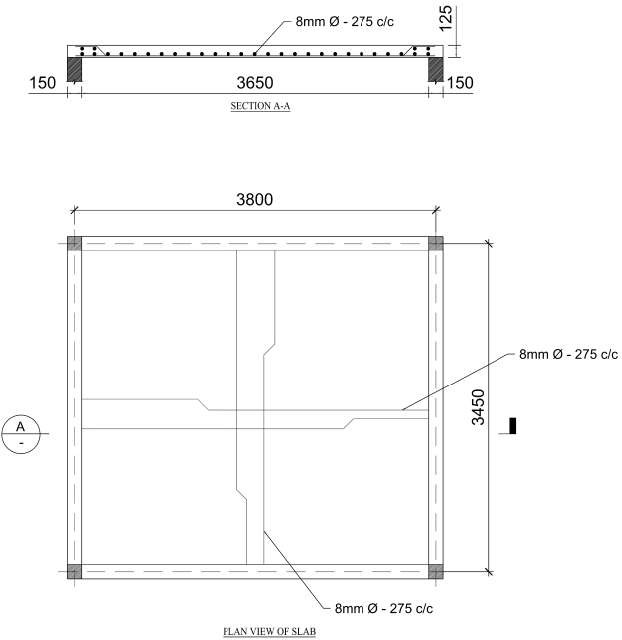 8mm Ø - 275 c/c
125
150
3650
150
SECTION A-A
3800
8mm Ø - 275 c/c
3450
A
-
8mm Ø - 275 c/c
PLAN VIEW OF SLAB